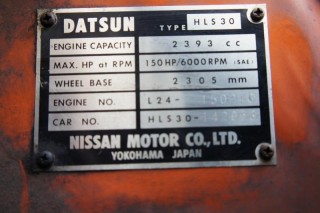 DATSUN TYPE HLS30
ENGINE CAPACITY 2393 cc
MAX. HP at RPM 150HP/6000RPM (SAE)
WHEEL BASE 2305 mm
ENGINE NO. L24-
CAR NO. HLS30-
NISSAN MOTOR CO., LTD.
YOKOHAMA JAPAN